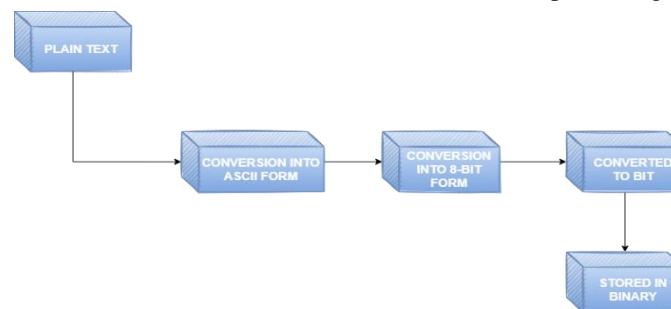 PLAIN TEXT
CONVERSION INTO
ASCII FORM
CONVERSION
INTO 8-BIT
FORM
CONVERTED
TO BIT
STORED IN
BINARY